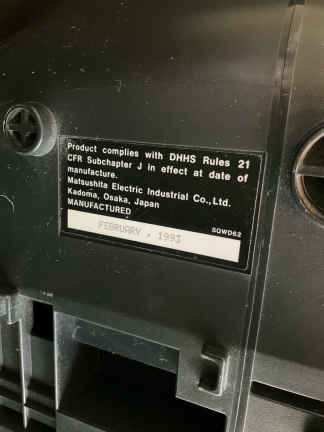 Product complies with DHHS Rules 21
CFR Subchapter J in effect at date of
manufacture.
Matsushita Electric Industrial Co., Ltd.
Kadoma, Osaka, Japan
MANUFACTURED SQWD62
FEBRUARY , 1993